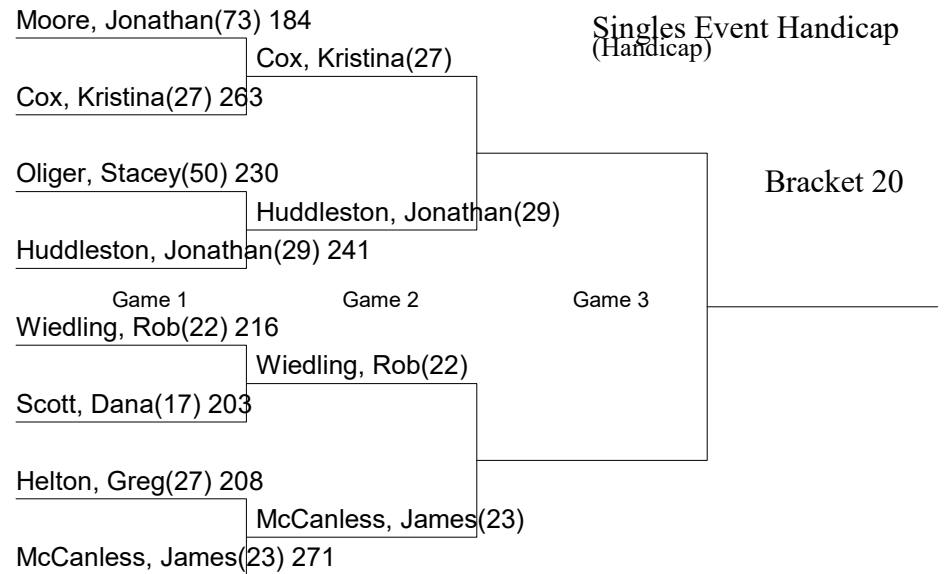 Moore, Jonathan(73) 184
Singles Event Handicap
(Handicap)
Cox, Kristina(27)
Cox, Kristina(27) 263
Oliger, Stacey(50) 230
Bracket 20
Huddleston, Jonathan(29)
Huddleston, Jonathan(29) 241
Game 1 Game 2 Game 3
Wiedling, Rob(22) 216
Wiedling, Rob(22)
Scott, Dana(17) 203
Helton, Greg(27) 208
McCanless, James(23)
McCanless, James(23) 271